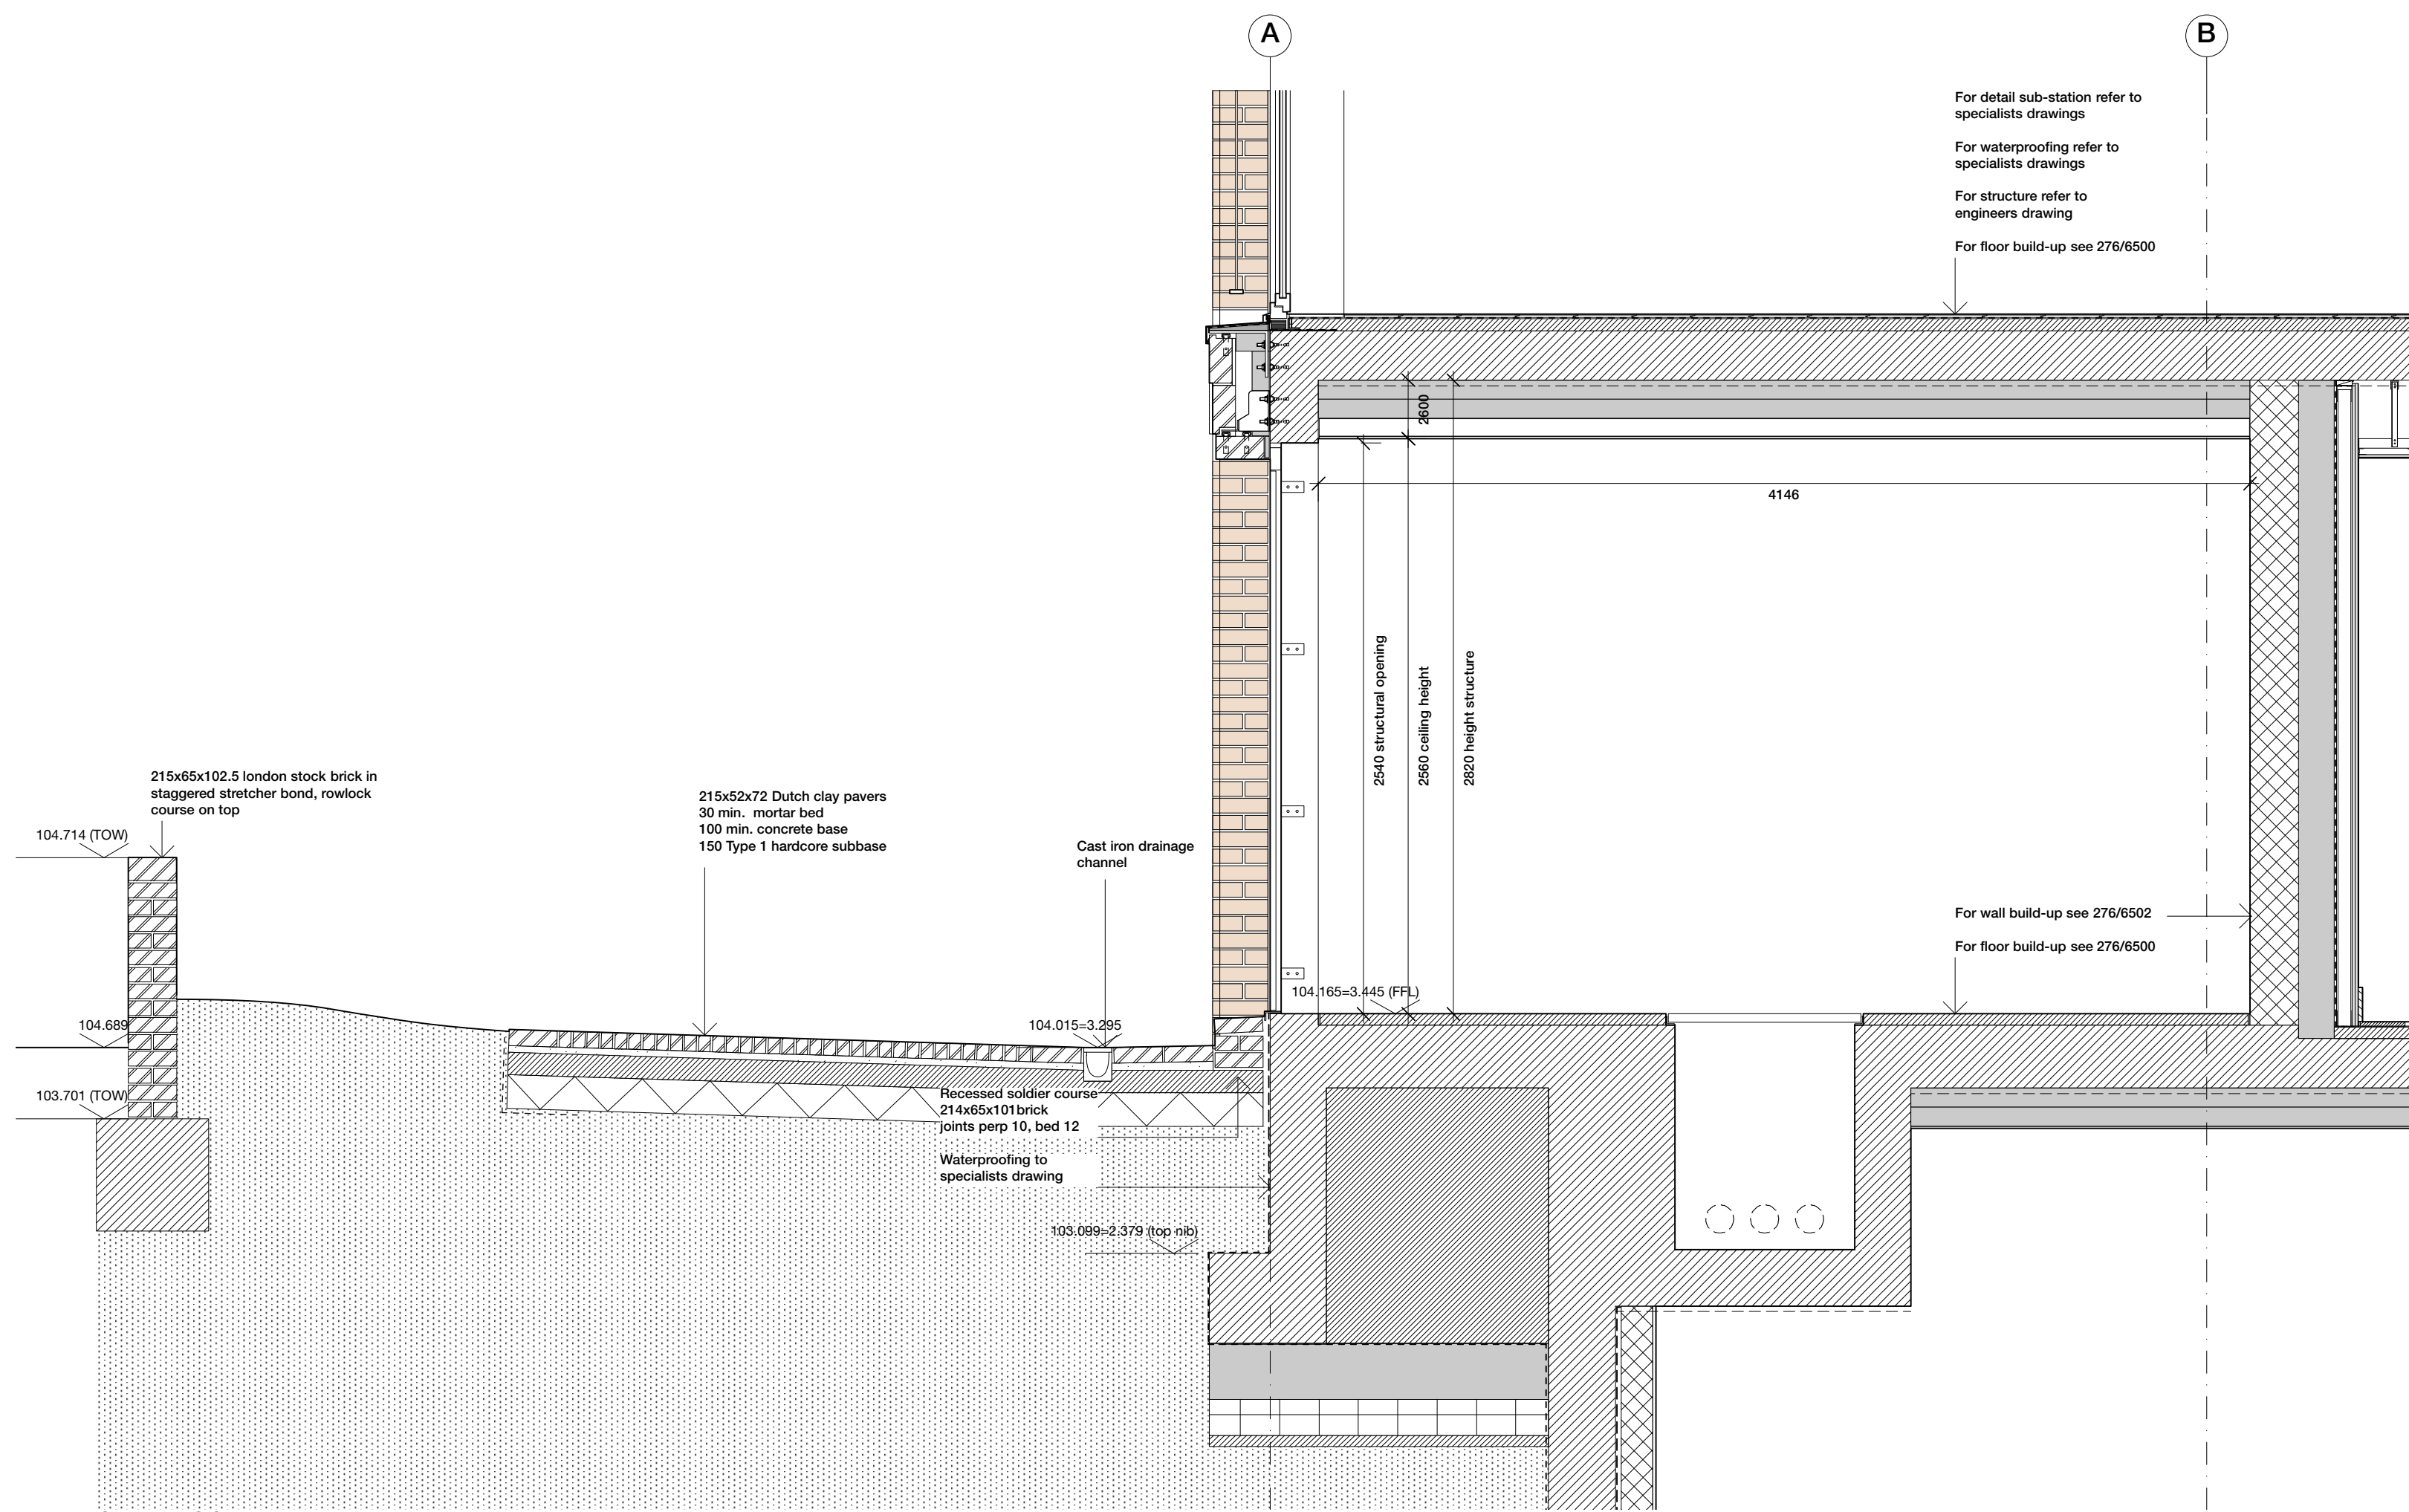 A
B
For detail sub-station refer to
specialists drawings
For waterproofing refer to
specialists drawings
For structure refer to
engineers drawing
For floor build-up see 276/6500
2600
4146
2540 structural opening
2560 ceiling height
2820 height structure
215x65x102.5 london stock brick in
staggered stretcher bond, rowlock
course on top
104.714 (TOW)
215x52x72 Dutch clay pavers
30 min. mortar bed
100 min. concrete base
150 Type 1 hardcore subbase
Cast iron drainage
channel
For wall build-up see 276/6502
For floor build-up see 276/6500
104.165=3.445 (FFL)
104.689
104.015=3.295
103.701 (TOW)
Recessed soldier course
214x65x101brick
joints perp 10, bed 12
Waterproofing to
specialists drawing
103.099=2.379 (top nib)